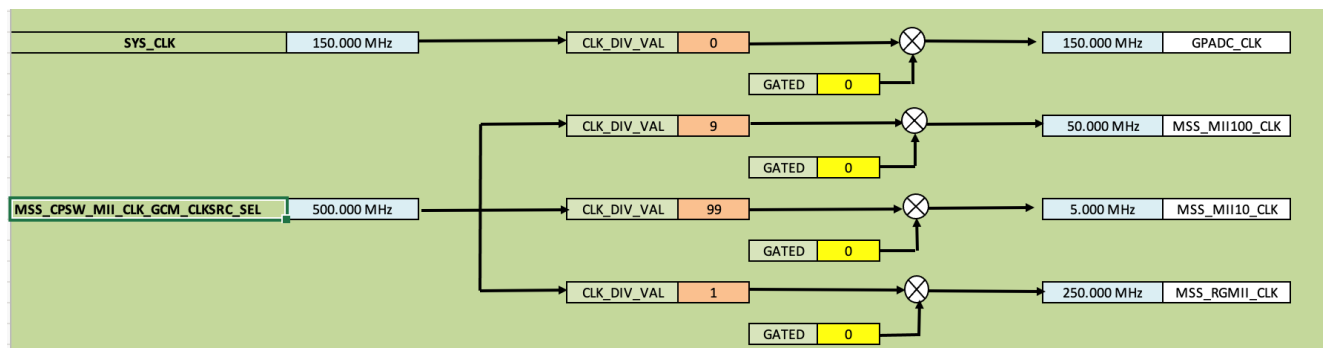 SYS_CLK 150.000 MHz CLK_DIV_VAL 0 150.000 MHz GPADC_CLK
GATED 0
CLK_DIV_VAL 9 50.000 MHz MSS_MII100_CLK
GATED 0
MSS_CPSW_MII_CLK_GCM_CLKSRC_SEL 500.000 MHz CLK_DIV_VAL 99 5.000 MHz MSS_MII10_CLK
GATED 0
CLK_DIV_VAL 1 250.000 MHz MSS_RGMII_CLK
GATED 0